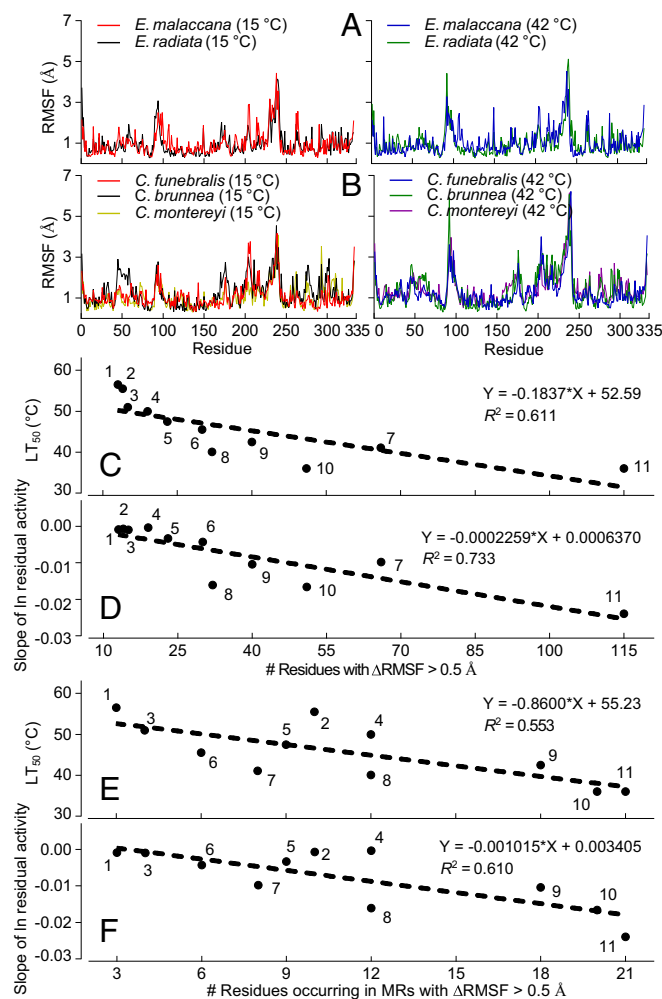 E. malaccana (15 °C)
E. radiata (15 °C)
A
E. malaccana (42 °C)
E. radiata (42 °C)
RMSF (Å)
7
5
3
1
C. funebralis (15 °C)
C. brunnea (15 °C)
C. montereyi (15 °C)
B
C. funebralis (42 °C)
C. brunnea (42 °C)
C. montereyi (42 °C)
RMSF (Å)
7
5
3
1
0 50 100 150 200 250 300 335
0 50 100 150 200 250 300 335
Residue
Residue
C
LT50 (°C)
60
50
40
30
1 2 3 4 5 6 8 9 10 7 11
Y = -0.1837*X + 52.59
R² = 0.611
D
Slope of ln residual activity
0.00
-0.01
-0.02
-0.03
1 2 3 4 5 6 8 9 10 7 11
Y = -0.0002259*X + 0.0006370
R² = 0.733
10 25 40 55 70 85 100 115
# Residues with ΔRMSF > 0.5 Å
E
LT50 (°C)
60
50
40
30
1 3 6 7 5 2 4 8 9 10 11
Y = -0.8600*X + 55.23
R² = 0.553
F
Slope of ln residual activity
0.00
-0.01
-0.02
-0.03
1 3 6 7 5 2 4 8 9 10 11
Y = -0.001015*X + 0.003405
R² = 0.610
3 6 9 12 15 18 21
# Residues occurring in MRs with ΔRMSF > 0.5 Å